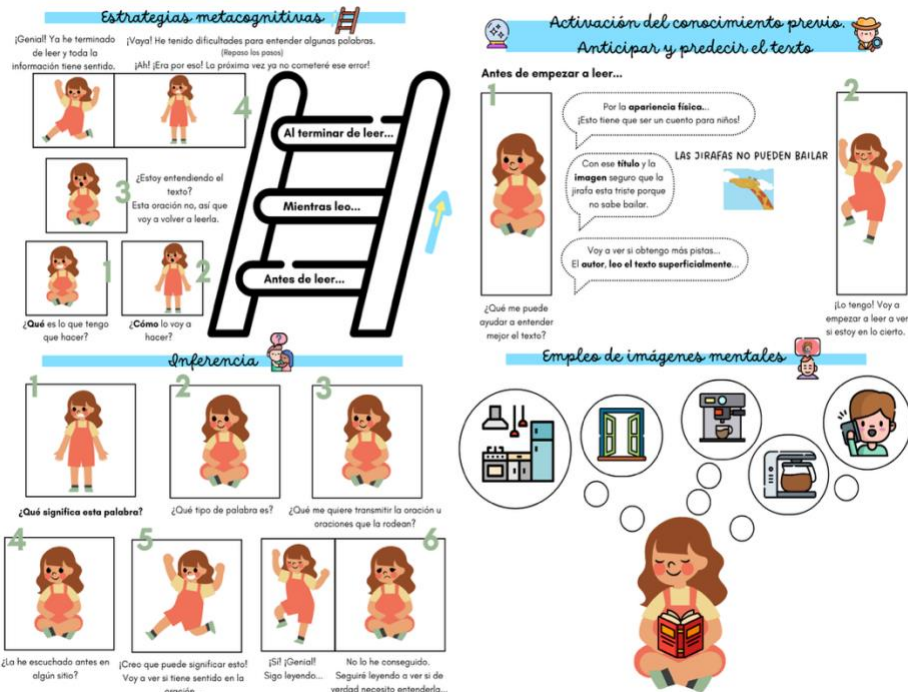 Estrategias metacognitivas
¡Genial! Ya he terminado
de leer y toda la
información tiene sentido.
¡Vaya! He tenido dificultades para entender algunas palabras.
(Repaso los pasos)
¡Ah! ¡Era por eso! La próxima vez ya no cometeré ese error!
4
Al terminar de leer...
3
¿Estoy entendiendo el
texto?
Esta oración no, así que
voy a volver a leerla.
Mientras leo...
1
2
Antes de leer...
¿Qué es lo que tengo
que hacer?
¿Cómo lo voy a
hacer?
Activación del conocimiento previo.
Anticipar y predecir el texto
Antes de empezar a leer...
1
2
Por la apariencia física...
¡Esto tiene que ser un cuento para niños!
Con ese título y la
imagen seguro que la
jirafa esta triste porque
no sabe bailar.
LAS JIRAFAS NO PUEDEN BAILAR
Voy a ver si obtengo más pistas...
El autor, leo el texto superficialmente...
¿Qué me puede
ayudar a entender
mejor el texto?
¡Lo tengo! Voy a
empezar a leer a ver
si estoy en lo cierto.
Inferencia
1
2
3
¿Qué significa esta palabra?
¿Qué tipo de palabra es?
¿Qué me quiere transmitir la oración u
oraciones que la rodean?
4
5
6
¿La he escuchado antes en
algún sitio?
¡Creo que puede significar esto!
Voy a ver si tiene sentido en la
oración
¡Sí! ¡Genial!
Sigo leyendo...
No lo he conseguido.
Seguiré leyendo a ver si de
verdad necesito entenderla...
Empleo de imágenes mentales